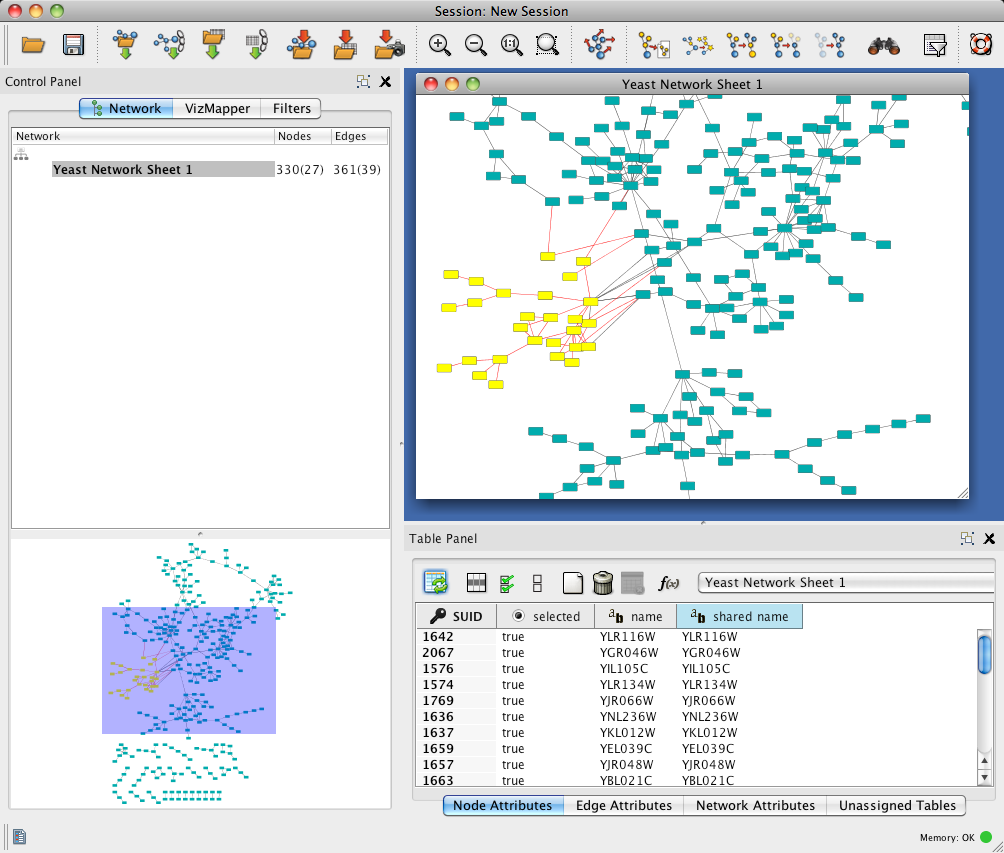 Session: New Session
1:1
Control Panel
Network VizMapper Filters
Network Nodes Edges
Yeast Network Sheet 1 330(27) 361(39)
Yeast Network Sheet 1
Table Panel
f(x) Yeast Network Sheet 1
SUID selected ab name ab shared name
1642 true YLR116W YLR116W
2067 true YGR046W YGR046W
1576 true YIL105C YIL105C
1574 true YLR134W YLR134W
1769 true YJR066W YJR066W
1636 true YNL236W YNL236W
1637 true YKL012W YKL012W
1659 true YEL039C YEL039C
1657 true YJR048W YJR048W
1663 true YBL021C YBL021C
Node Attributes Edge Attributes Network Attributes Unassigned Tables
Memory: OK